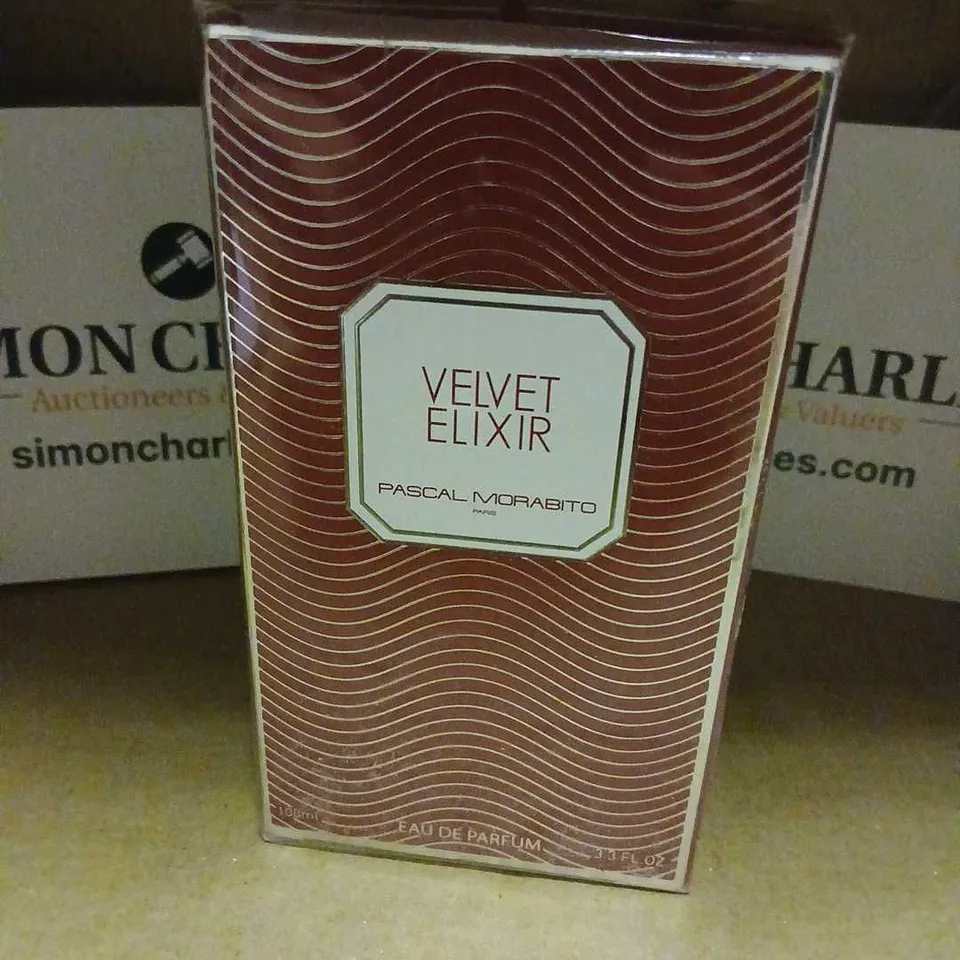 MON CH
Auctioneers
simonchar
HARL
Valuers
es.com
VELVET
ELIXIR
PASCAL MORABITO
PARIS
100ml
EAU DE PARFUM
3.3 FL OZ